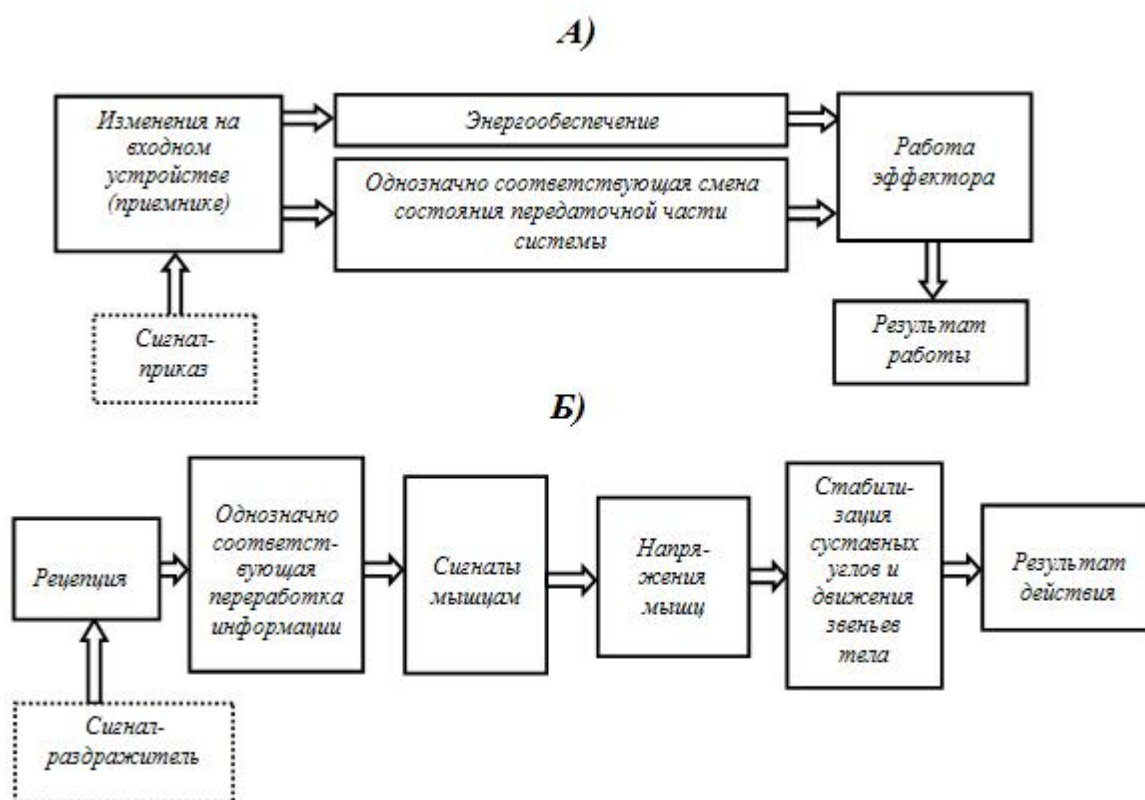 А)
Изменения на
входном
устройстве
(приемнике)
Энергообеспечение
Однозначно соответствующая смена
состояния передаточной части
системы
Работа
эффектора
Сигнал-
приказ
Результат
работы
Б)
Рецепция
Однозначно
соответст-
вующая
переработка
информации
Сигналы
мышцам
Напря-
жения
мышц
Стабили-
зация
суставных
углов и
движения
звеньев
тела
Результат
действия
Сигнал-
раздражитель